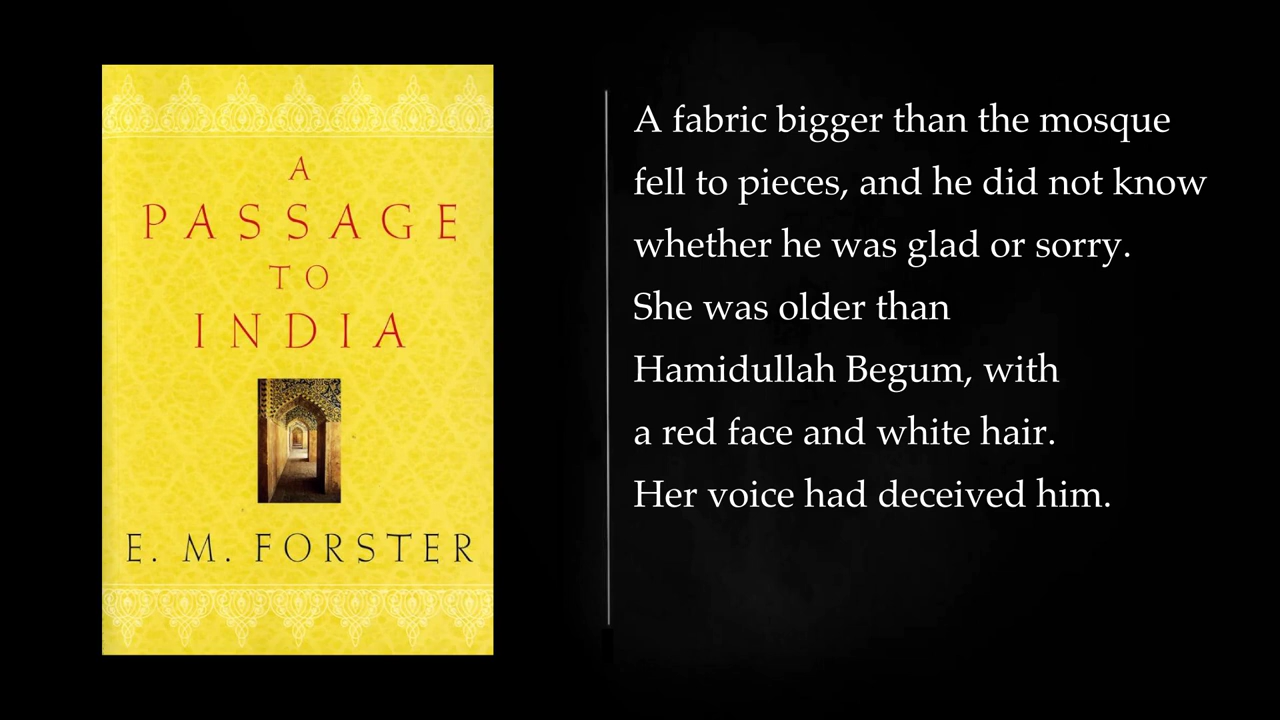 A
PASSAGE
TO
INDIA
E. M. FORSTER
A fabric bigger than the mosque
fell to pieces, and he did not know
whether he was glad or sorry.
She was older than
Hamidullah Begum, with
a red face and white hair.
Her voice had deceived him.